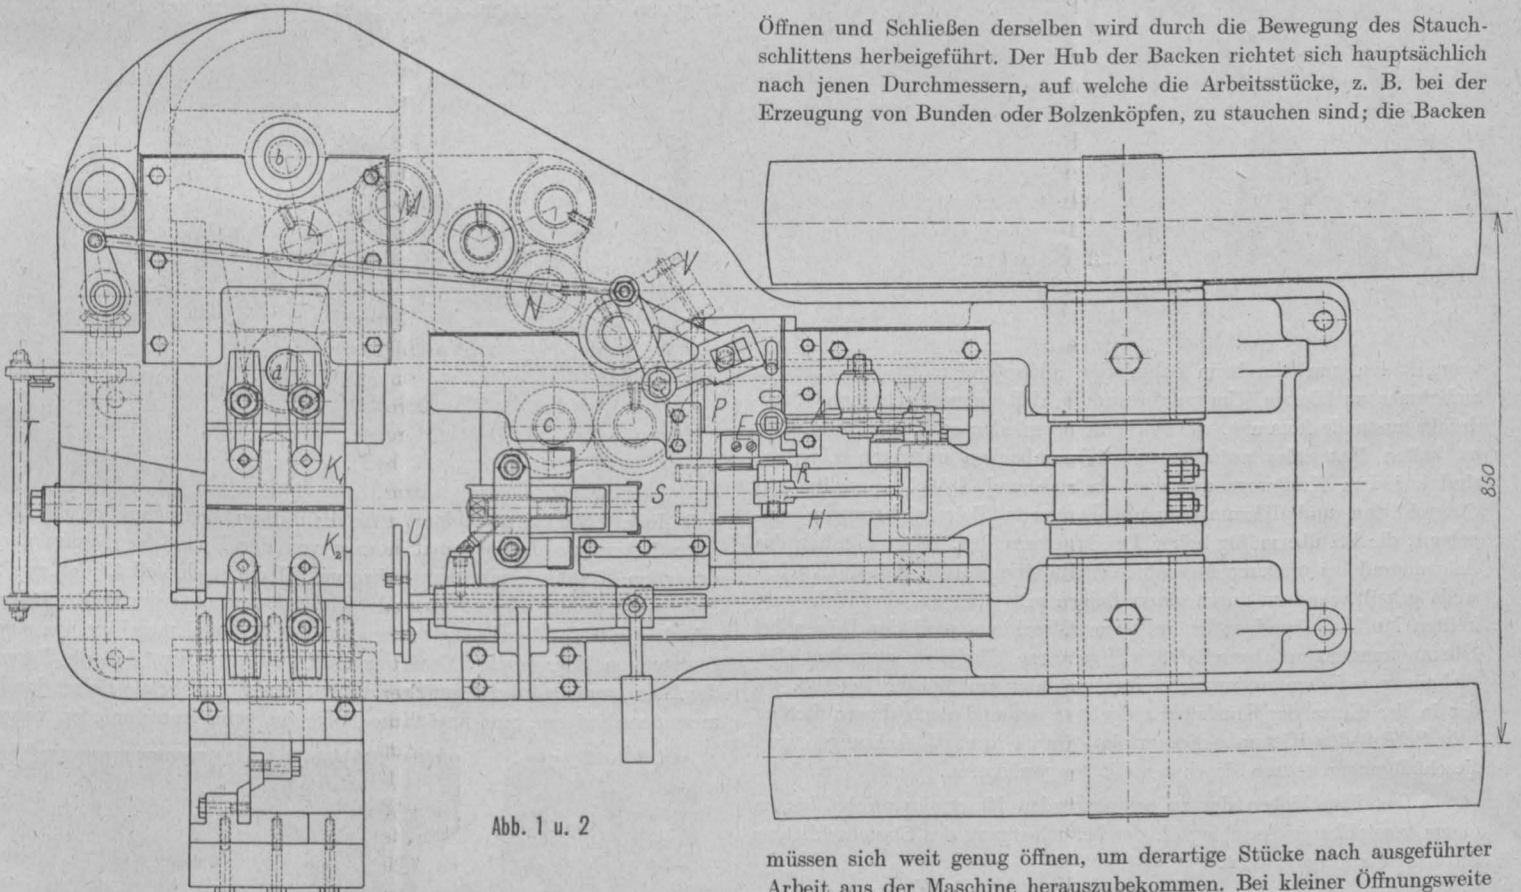 Öffnen und Schließen derselben wird durch die Bewegung des Stauch-
schlittens herbeigeführt. Der Hub der Backen richtet sich hauptsächlich
nach jenen Durchmessern, auf welche die Arbeitsstücke, z. B. bei der
Erzeugung von Bunden oder Bolzenköpfen, zu stauchen sind; die Backen
b
L
M
N
V
a
T
C
P
F
A
J
K₁
S
R
H
U
K₂
850
Abb. 1 u. 2
müssen sich weit genug öffnen, um derartige Stücke nach ausgeführter
Arbeit aus der Maschine herauszubekommen. Bei kleiner Öffnungsweite